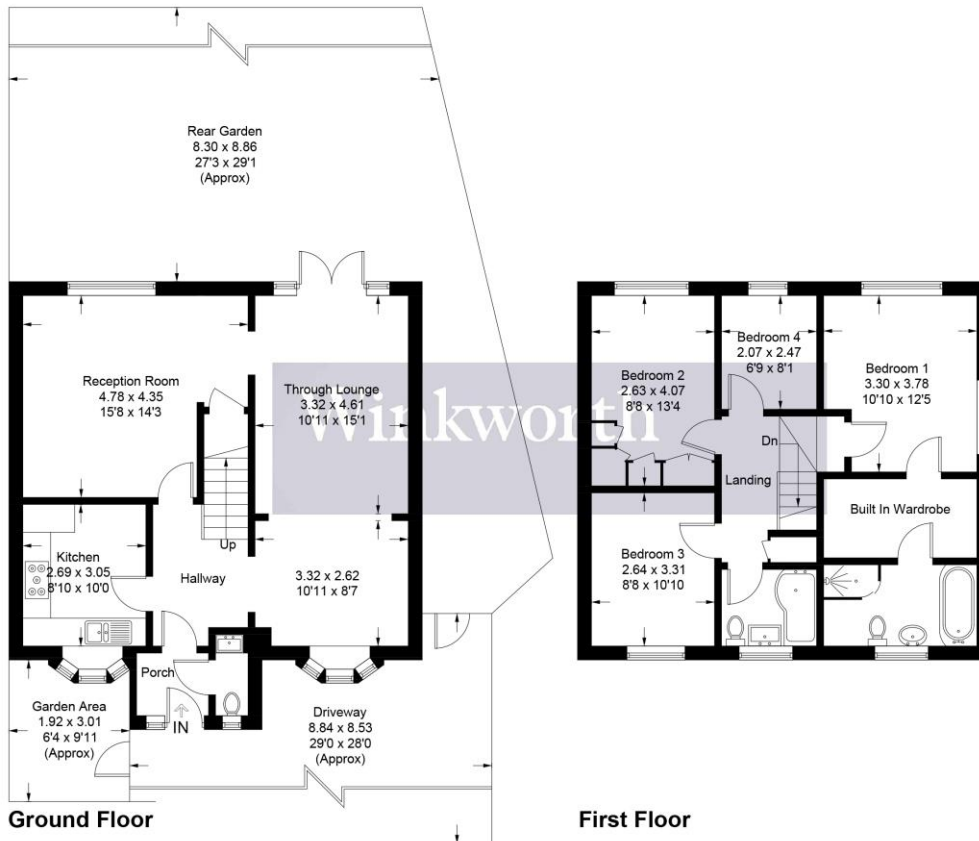 Rear Garden
8.30 x 8.86
27'3 x 29'1
(Approx)
Reception Room
4.78 x 4.35
15'8 x 14'3
Through Lounge
3.32 x 4.61
10'11 x 15'1
Winkworth
Kitchen
2.69 x 3.05
8'10 x 10'0
Up
Hallway
3.32 x 2.62
10'11 x 8'7
Porch
IN
Garden Area
1.92 x 3.01
6'4 x 9'11
(Approx)
Driveway
8.84 x 8.53
29'0 x 28'0
(Approx)
Ground Floor
Bedroom 2
2.63 x 4.07
8'8 x 13'4
Bedroom 4
2.07 x 2.47
6'9 x 8'1
Bedroom 1
3.30 x 3.78
10'10 x 12'5
Dn
Landing
Built In Wardrobe
Bedroom 3
2.64 x 3.31
8'8 x 10'10
First Floor